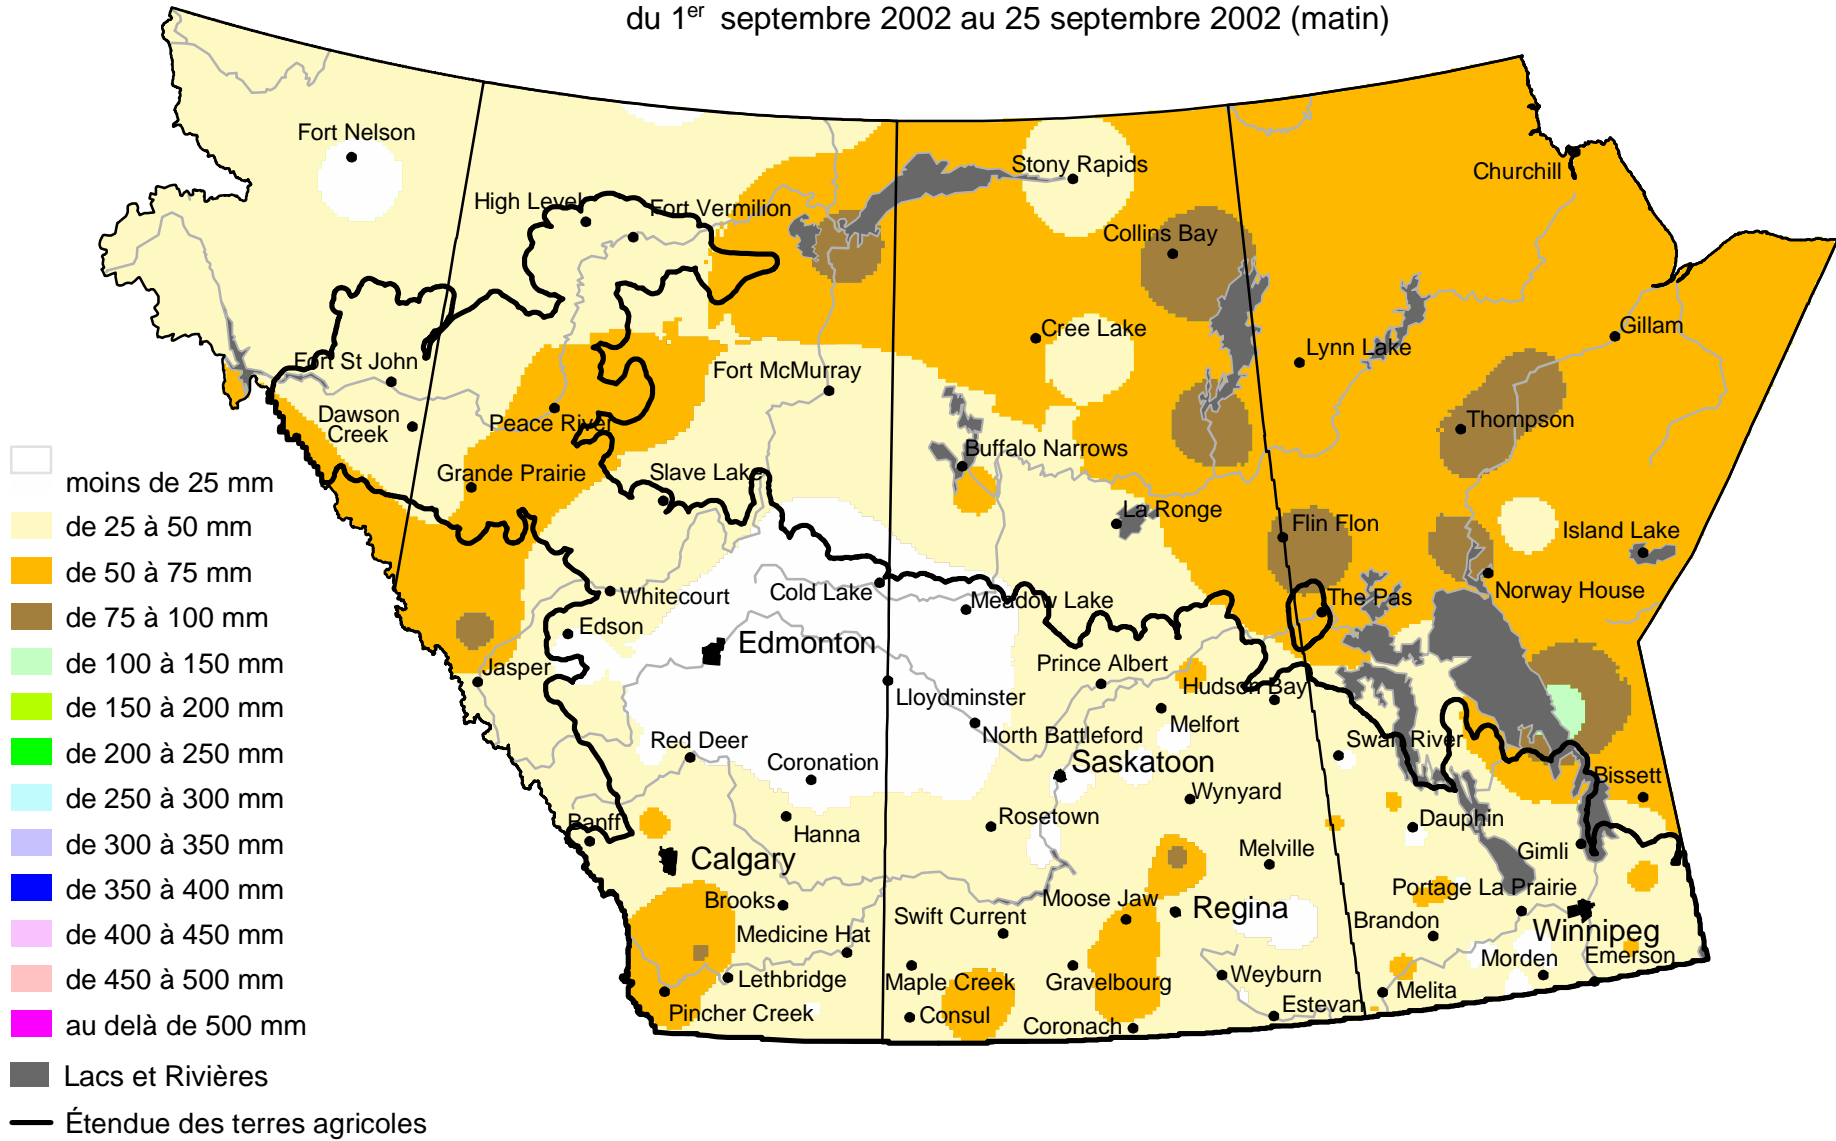 du 1er septembre 2002 au 25 septembre 2002 (matin)
Fort Nelson
Churchill
Stony Rapids
High Level
Fort Vermilion
Collins Bay
Gillam
Cree Lake
Lynn Lake
Fort St John
Fort McMurray
Dawson
Creek
Peace River
Thompson
Buffalo Narrows
Grande Prairie
Slave Lake
La Ronge
Flin Flon
Island Lake
Cold Lake
Whitecourt
Meadow Lake
The Pas
Norway House
Edson
Edmonton
Jasper
Prince Albert
Hudson Bay
Lloydminster
Melfort
North Battleford
Red Deer
Swan River
Coronation
Saskatoon
Bissett
Wynyard
Banff
Hanna
Rosetown
Dauphin
Calgary
Melville
Gimli
Brooks
Moose Jaw
Portage La Prairie
Swift Current
Regina
Brandon
Medicine Hat
Winnipeg
Lethbridge
Maple Creek
Gravelbourg
Weyburn
Morden
Emerson
Pincher Creek
Consul
Coronach
Estevan
Melita
moins de 25 mm
de 25 à 50 mm
de 50 à 75 mm
de 75 à 100 mm
de 100 à 150 mm
de 150 à 200 mm
de 200 à 250 mm
de 250 à 300 mm
de 300 à 350 mm
de 350 à 400 mm
de 400 à 450 mm
de 450 à 500 mm
au delà de 500 mm
Lacs et Rivières
Étendue des terres agricoles